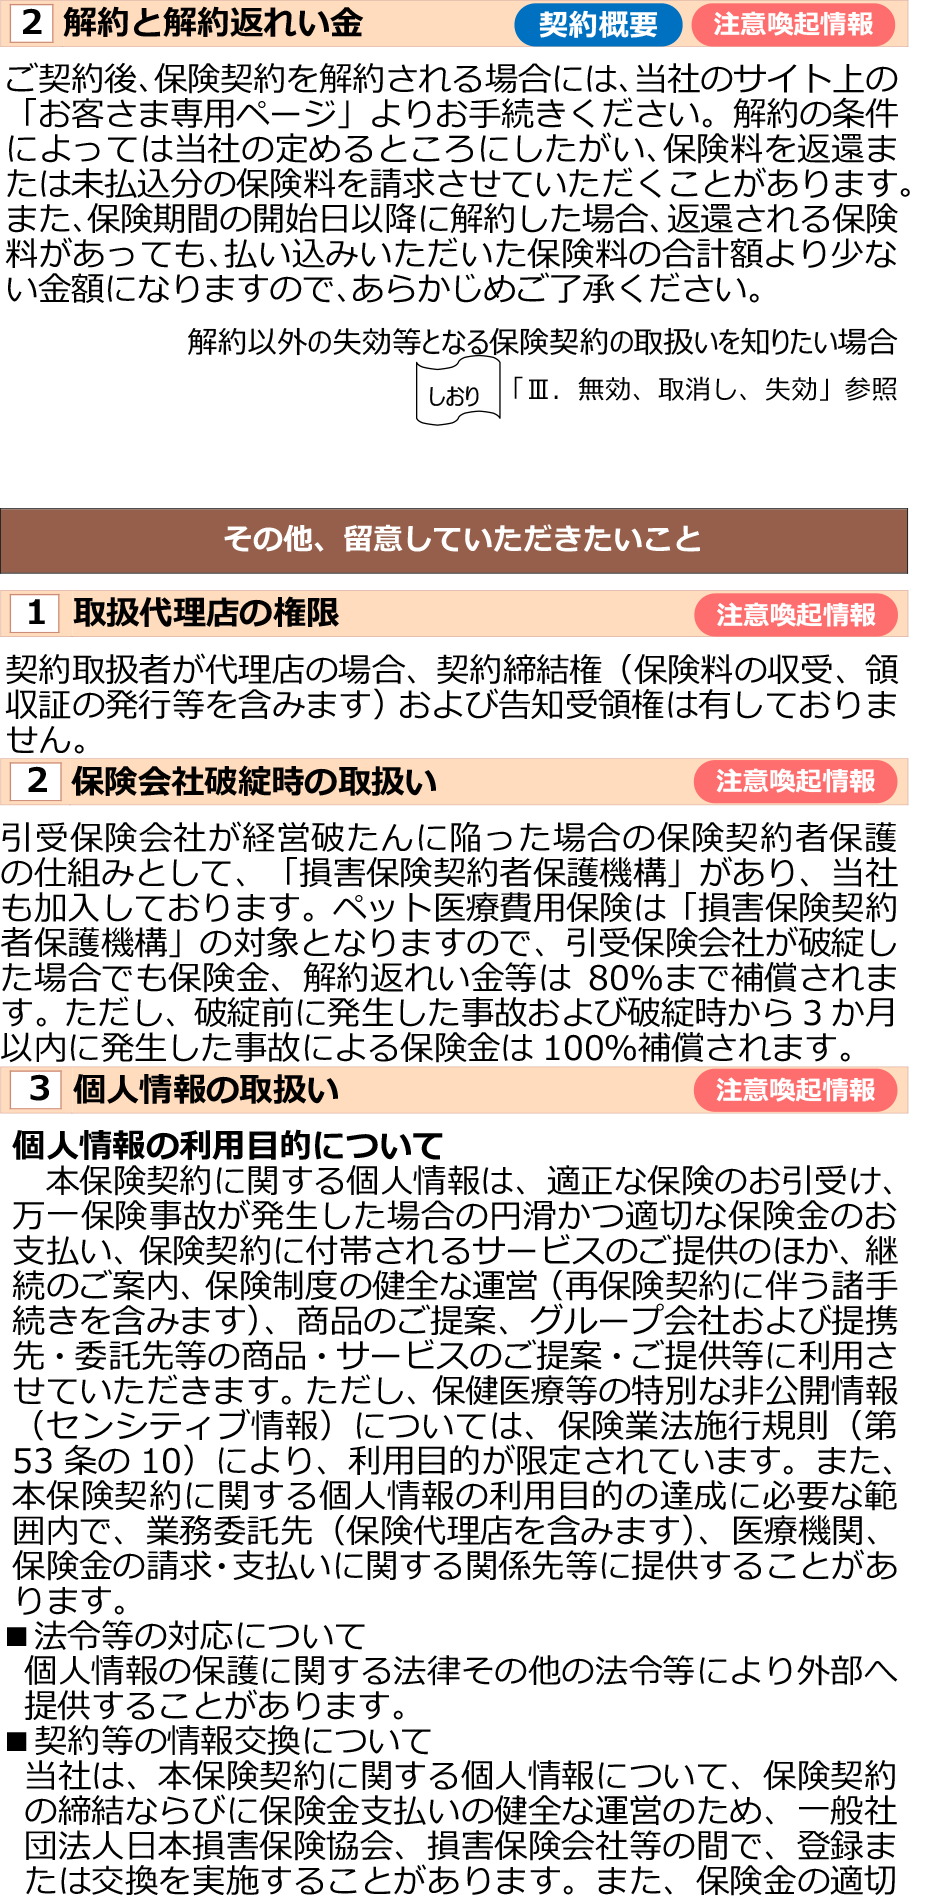 2 解約と解約返れい金 契約概要 注意喚起情報
ご契約後、保険契約を解約される場合には、当社のサイト上の
「お客さま専用ページ」よりお手続きください。解約の条件
によっては当社の定めるところにしたがい、保険料を返還ま
たは未払込分の保険料を請求させていただくことがあります。
また、保険期間の開始日以降に解約した場合、返還される保険
料があっても、払い込みいただいた保険料の合計額より少な
い金額になりますので、あらかじめご了承ください。
解約以外の失効等となる保険契約の取扱いを知りたい場合
しおり 「Ⅲ．無効、取消し、失効」参照
その他、留意していただきたいこと
1 取扱代理店の権限 注意喚起情報
契約取扱者が代理店の場合、契約締結権（保険料の収受、領
収証の発行等を含みます）および告知受領権は有しておりま
せん。
2 保険会社破綻時の取扱い 注意喚起情報
引受保険会社が経営破たんに陥った場合の保険契約者保護
の仕組みとして、「損害保険契約者保護機構」があり、当社
も加入しております。ペット医療費用保険は「損害保険契約
者保護機構」の対象となりますので、引受保険会社が破綻し
た場合でも保険金、解約返れい金等は 80%まで補償されま
す。ただし、破綻前に発生した事故および破綻時から 3 か月
以内に発生した事故による保険金は 100%補償されます。
3 個人情報の取扱い 注意喚起情報
個人情報の利用目的について
本保険契約に関する個人情報は、適正な保険のお引受け、
万一保険事故が発生した場合の円滑かつ適切な保険金のお
支払い、保険契約に付帯されるサービスのご提供のほか、継
続のご案内、保険制度の健全な運営（再保険契約に伴う諸手
続きを含みます）、商品のご提案、グループ会社および提携
先・委託先等の商品・サービスのご提案・ご提供等に利用さ
せていただきます。ただし、保健医療等の特別な非公開情報
（センシティブ情報）については、保険業法施行規則（第
53 条の 10）により、利用目的が限定されています。また、
本保険契約に関する個人情報の利用目的の達成に必要な範
囲内で、業務委託先（保険代理店を含みます）、医療機関、
保険金の請求・支払いに関する関係先等に提供することがあ
ります。
■法令等の対応について
個人情報の保護に関する法律その他の法令等により外部へ
提供することがあります。
■契約等の情報交換について
当社は、本保険契約に関する個人情報について、保険契約
の締結ならびに保険金支払いの健全な運営のため、一般社
団法人日本損害保険協会、損害保険会社等の間で、登録ま
たは交換を実施することがあります。また、保険金の適切